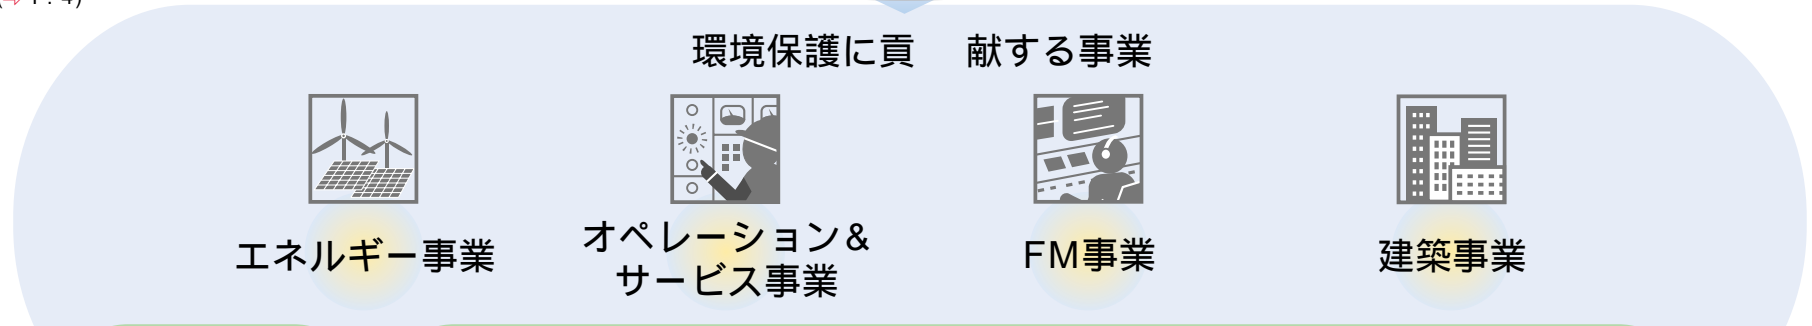 環境保護に貢 献する事業
エネルギー事業
オペレーション&
サービス事業
FM事業
建築事業